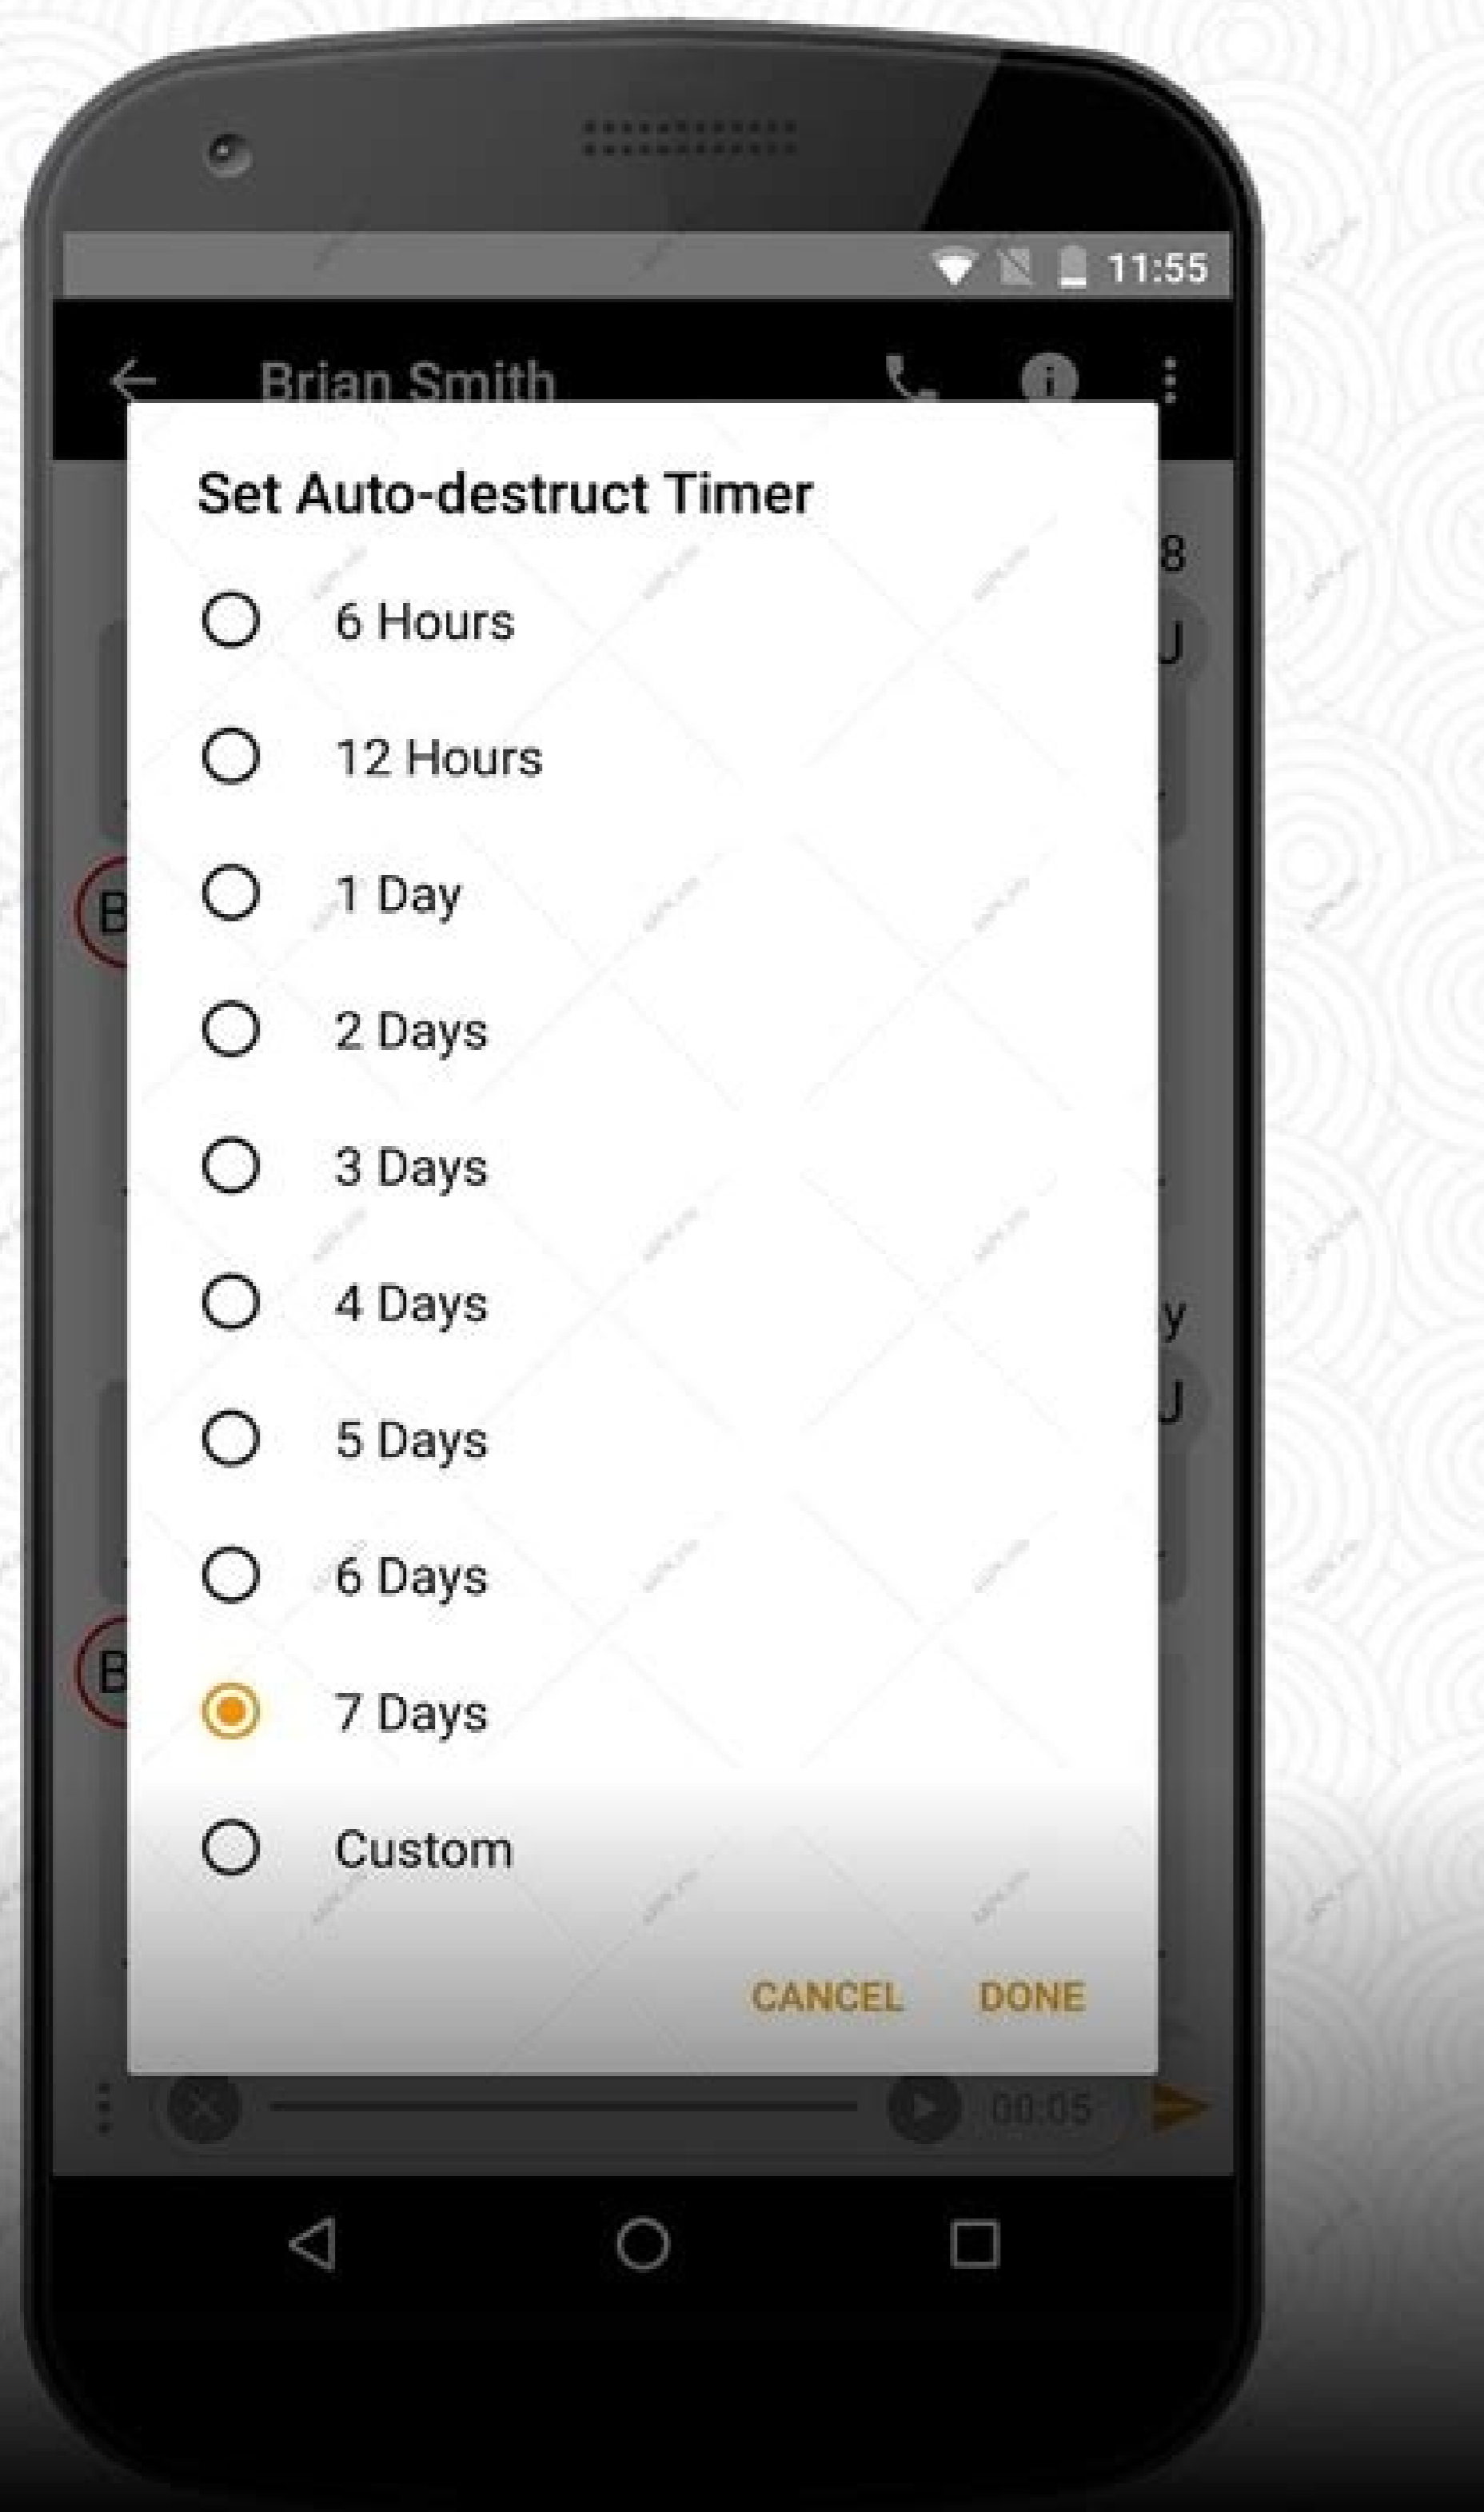 11:55
Brian Smith
Set Auto-destruct Timer
8
U
6 Hours
12 Hours
B
1 Day
2 Days
3 Days
4 Days
y
U
5 Days
6 Days
B
7 Days
Custom
CANCEL DONE
00:05